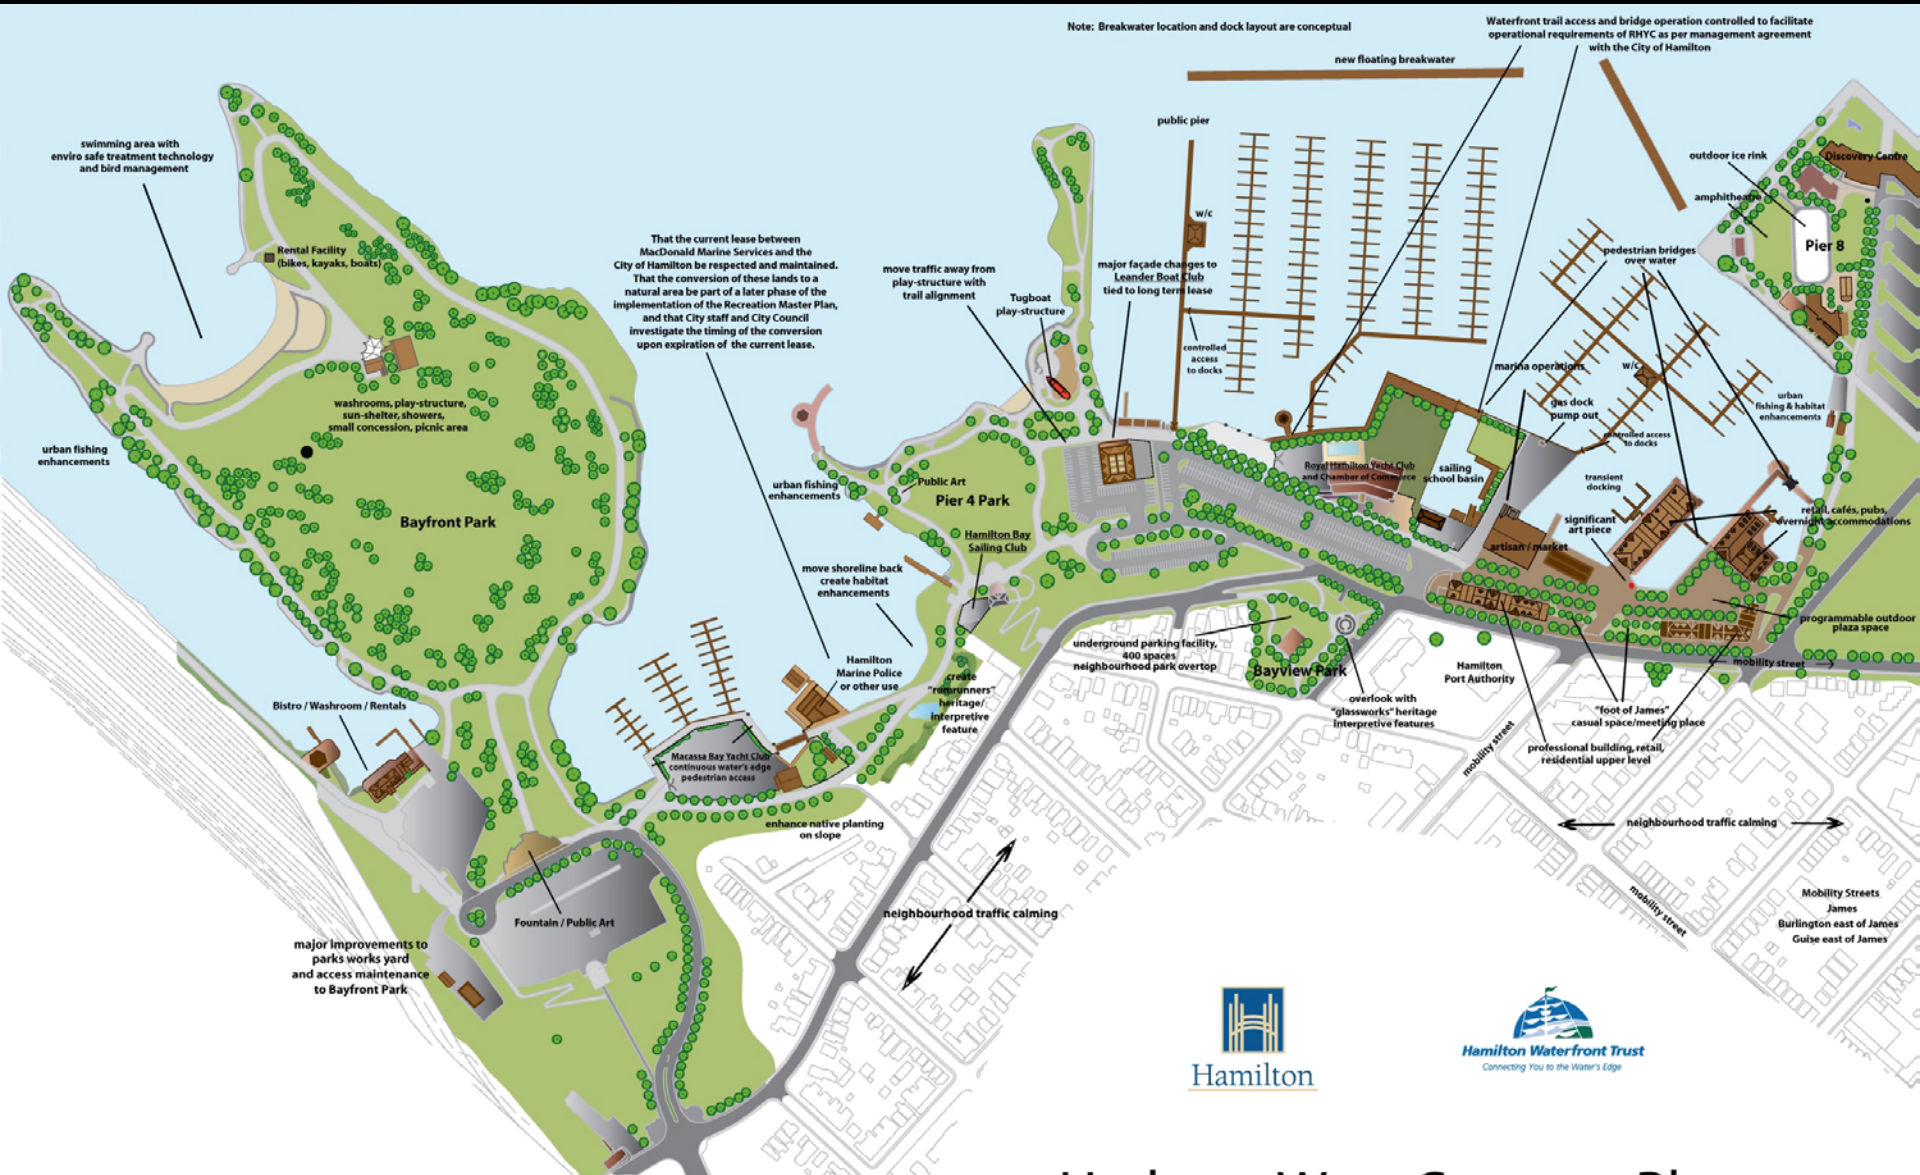 Note: Breakwater location and dock layout are conceptual
Waterfront trail access and bridge operation controlled to facilitate
operational requirements of RHYC as per management agreement
with the City of Hamilton
new floating breakwater
public pier
swimming area with
enviro safe treatment technology
and bird management
outdoor ice rink
Discovery Centre
amphitheatre
Pier 8
w/c
Rental Facility
(bikes, kayaks, boats)
That the current lease between
MacDonald Marine Services and the
City of Hamilton be respected and maintained.
That the conversion of these lands to a
natural area be part of a later phase of the
implementation of the Recreation Master Plan,
and that City staff and City Council
investigate the timing of the conversion
upon expiration of the current lease.
move traffic away from
play-structure with
trail alignment
Tugboat
play-structure
major façade changes to
Leander Boat Club
tied to long term lease
pedestrian bridges
over water
controlled
access
to docks
marina operations
w/c
gas dock
pump out
urban
fishing & habitat
enhancements
controlled access
to docks
washrooms, play-structure,
sun-shelter, showers,
small concession, picnic area
urban fishing
enhancements
Bayfront Park
urban fishing
enhancements
Public Art
Pier 4 Park
Hamilton Bay
Sailing Club
Royal Hamilton Yacht Club
and Chamber of Commerce
sailing
school basin
transient
docking
significant
art piece
retail, cafés, pubs,
overnight accommodations
artisan / market
move shoreline back
create habitat
enhancements
programmable outdoor
plaza space
mobility street
underground parking facility,
400 spaces
neighbourhood park overtop
Bayview Park
Hamilton
Port Authority
overlook with
"glassworks" heritage
interpretive features
"foot of James"
casual space/meeting place
professional building, retail,
residential upper level
mobility street
Hamilton
Marine Police
or other use
create
"romrunners"
heritage/
interpretive
feature
Bistro / Washroom / Rentals
Macassa Bay Yacht Club
continuous water's edge
pedestrian access
enhance native planting
on slope
neighbourhood traffic calming
neighbourhood traffic calming
mobility street
Mobility Streets
James
Burlington east of James
Guise east of James
Fountain / Public Art
major improvements to
parks works yard
and access maintenance
to Bayfront Park
Hamilton
Hamilton Waterfront Trust
Connecting You to the Water's Edge